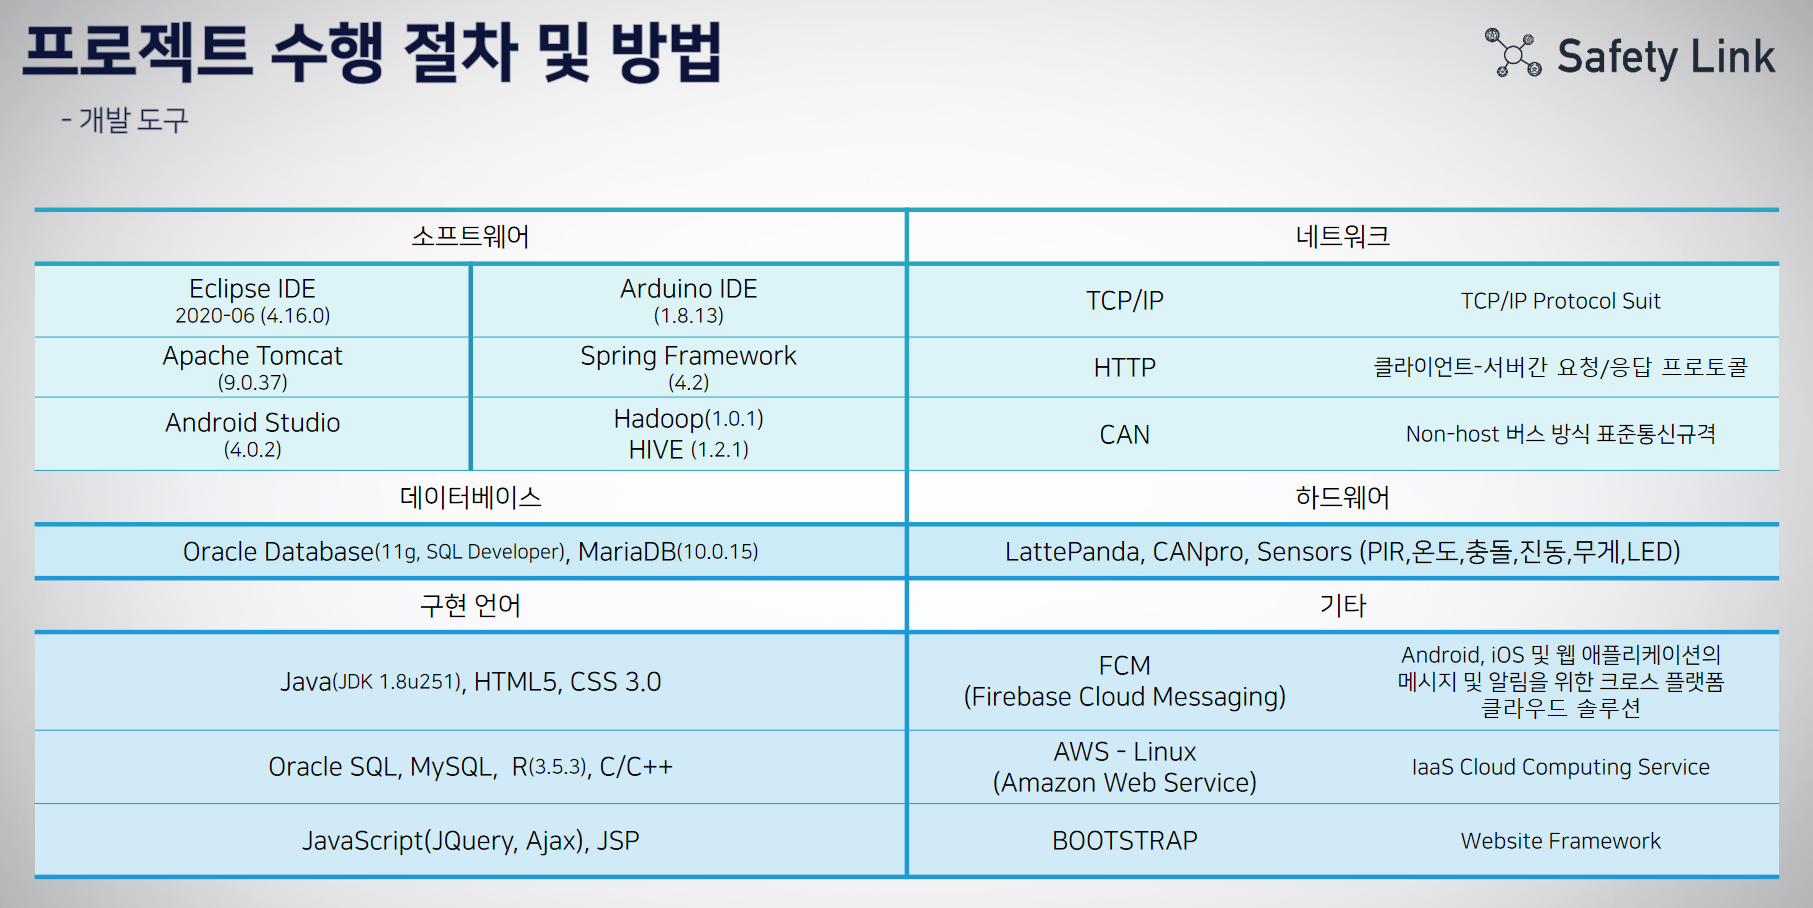 프로젝트 수행 절차 및 방법
Safety Link
- 개발 도구
소프트웨어
네트워크
Eclipse IDE
2020-06 (4.16.0)
Arduino IDE
(1.8.13)
TCP/IP
TCP/IP Protocol Suit
Apache Tomcat
(9.0.37)
Spring Framework
(4.2)
HTTP
클라이언트-서버간 요청/응답 프로토콜
Android Studio
(4.0.2)
Hadoop(1.0.1)
HIVE (1.2.1)
CAN
Non-host 버스 방식 표준통신규격
데이터베이스
하드웨어
Oracle Database(11g, SQL Developer), MariaDB(10.0.15)
LattePanda, CANpro, Sensors (PIR,온도,충돌,진동,무게,LED)
구현 언어
기타
Java(JDK 1.8u251), HTML5, CSS 3.0
FCM
(Firebase Cloud Messaging)
Android, iOS 및 웹 애플리케이션의
메시지 및 알림을 위한 크로스 플랫폼
클라우드 솔루션
Oracle SQL, MySQL, R(3.5.3), C/C++
AWS - Linux
(Amazon Web Service)
IaaS Cloud Computing Service
JavaScript(JQuery, Ajax), JSP
BOOTSTRAP
Website Framework